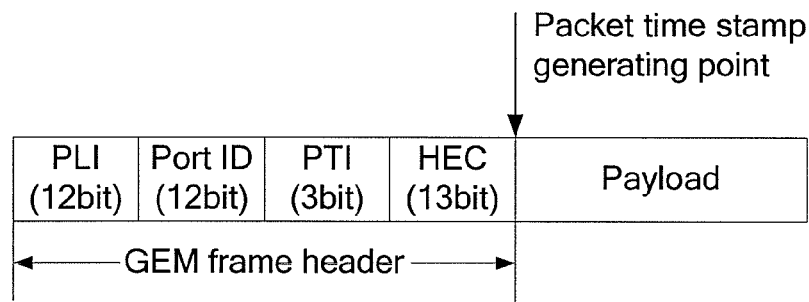 Packet time stamp
generating point
PLI
(12bit)
Port ID
(12bit)
PTI
(3bit)
HEC
(13bit)
Payload
GEM frame header